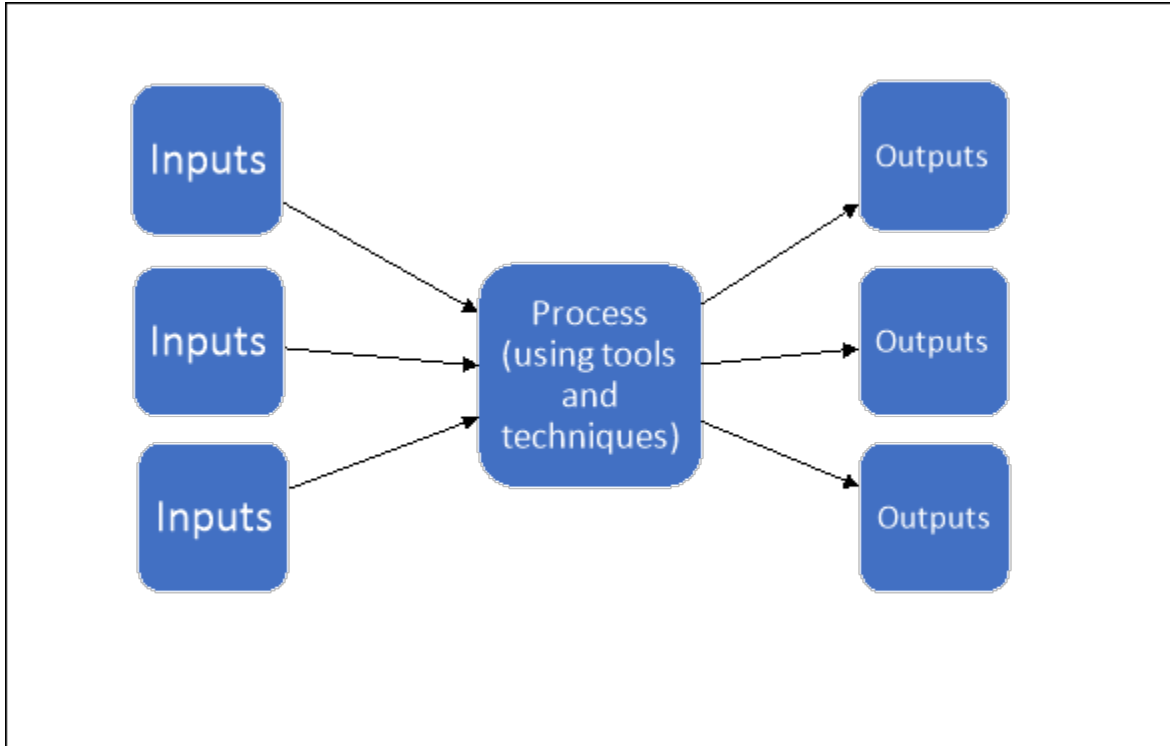 Inputs
Inputs
Inputs
Process
(using tools
and
techniques)
Outputs
Outputs
Outputs